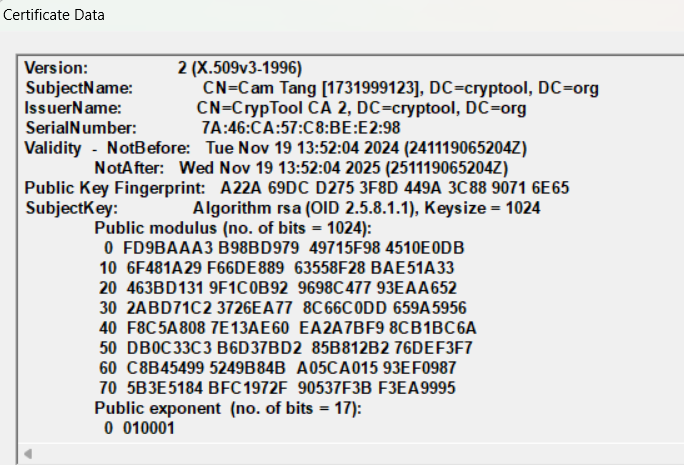 Certificate Data
Version: 2 (X.509v3-1996)
SubjectName: CN=Cam Tang [1731999123], DC=cryptool, DC=org
IssuerName: CN=CrypTool CA 2, DC=cryptool, DC=org
SerialNumber: 7A:46:CA:57:C8:BE:E2:98
Validity - NotBefore: Tue Nov 19 13:52:04 2024 (241119065204Z)
NotAfter: Wed Nov 19 13:52:04 2025 (251119065204Z)
Public Key Fingerprint: A22A 69DC D275 3F8D 449A 3C88 9071 6E65
SubjectKey: Algorithm rsa (OID 2.5.8.1.1), Keysize = 1024
Public modulus (no. of bits = 1024):
0 FD9BAAA3 B98BD979 49715F98 4510E0DB
10 6F481A29 F66DE889 63558F28 BAE51A33
20 463BD131 9F1C0B92 9698C477 93EAA652
30 2ABD71C2 3726EA77 8C66C0DD 659A5956
40 F8C5A808 7E13AE60 EA2A7BF9 8CB1BC6A
50 DB0C33C3 B6D37BD2 85B812B2 76DEF3F7
60 C8B45499 5249B84B A05CA015 93EF0987
70 5B3E5184 BFC1972F 90537F3B F3EA9995
Public exponent (no. of bits = 17):
0 010001